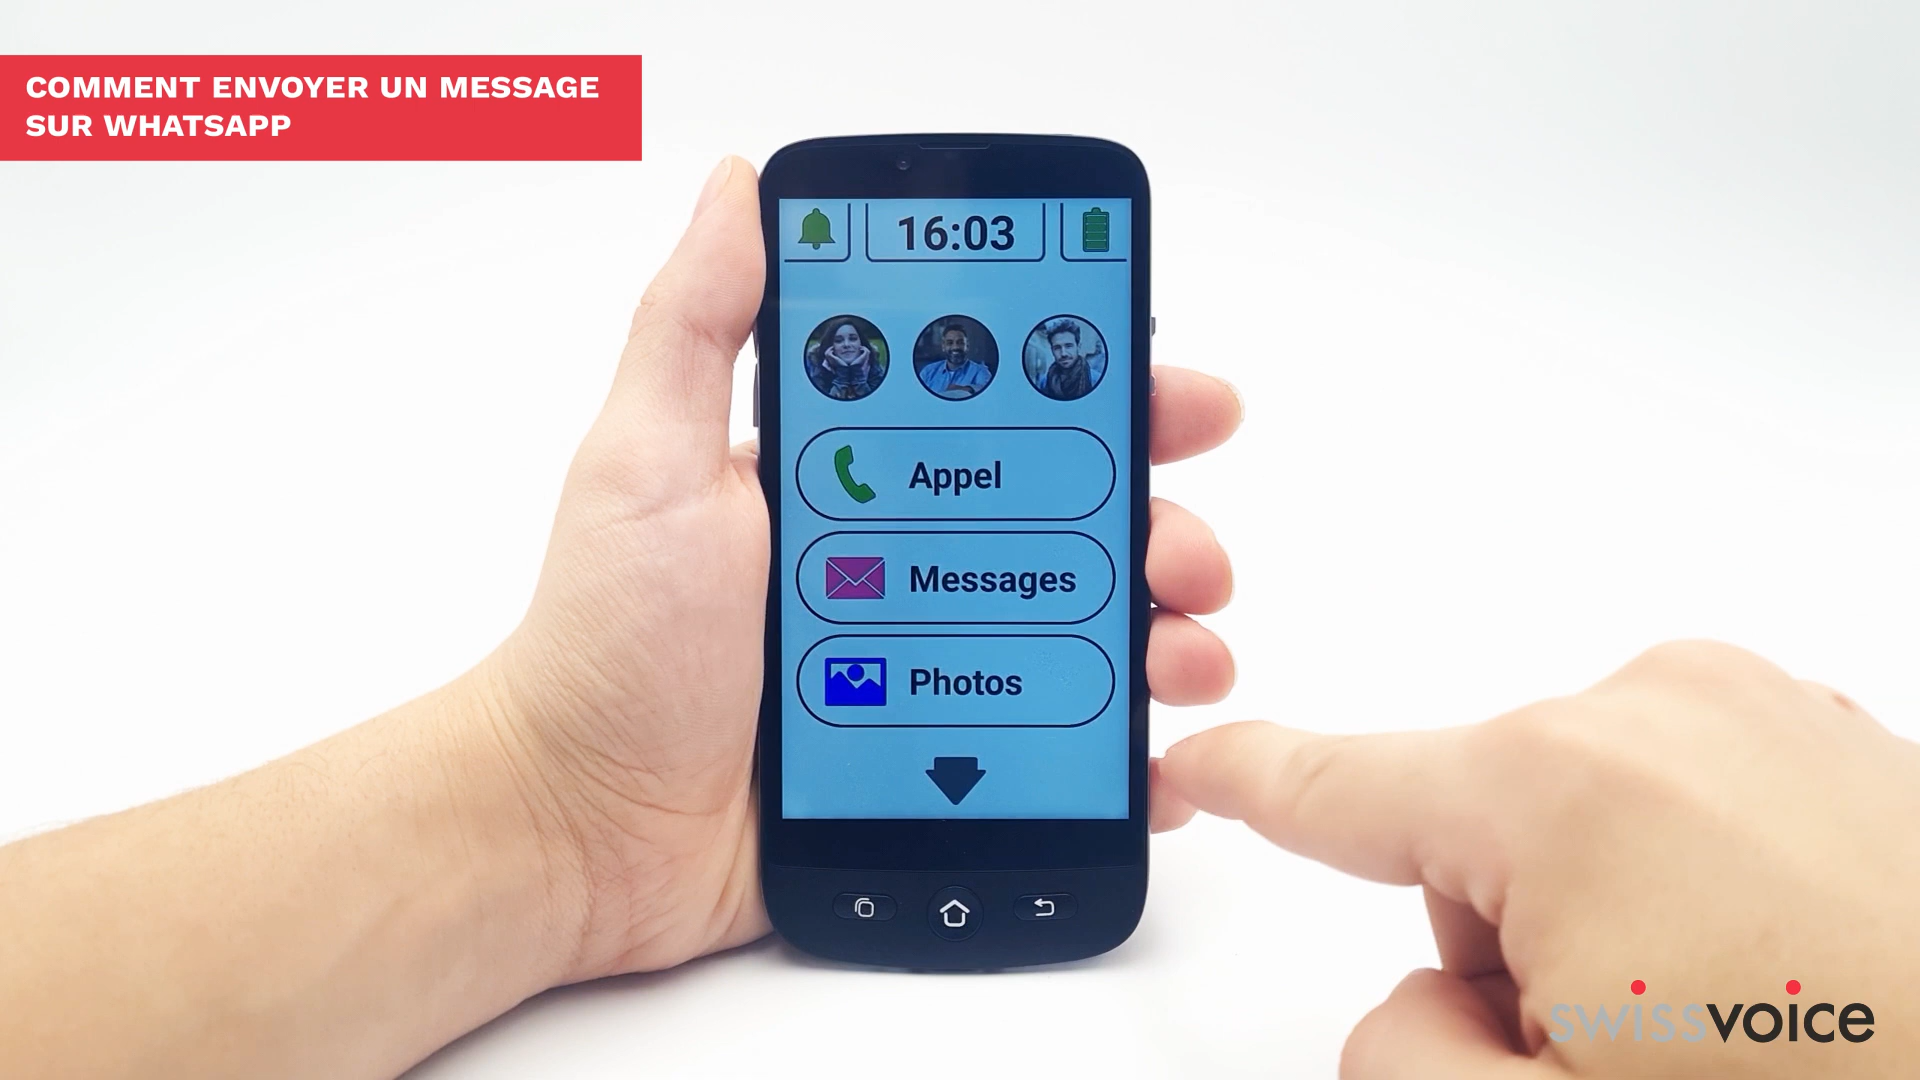 COMMENT ENVOYER UN MESSAGE
SUR WHATSAPP
16:03
Appel
Messages
Photos
swissvoice